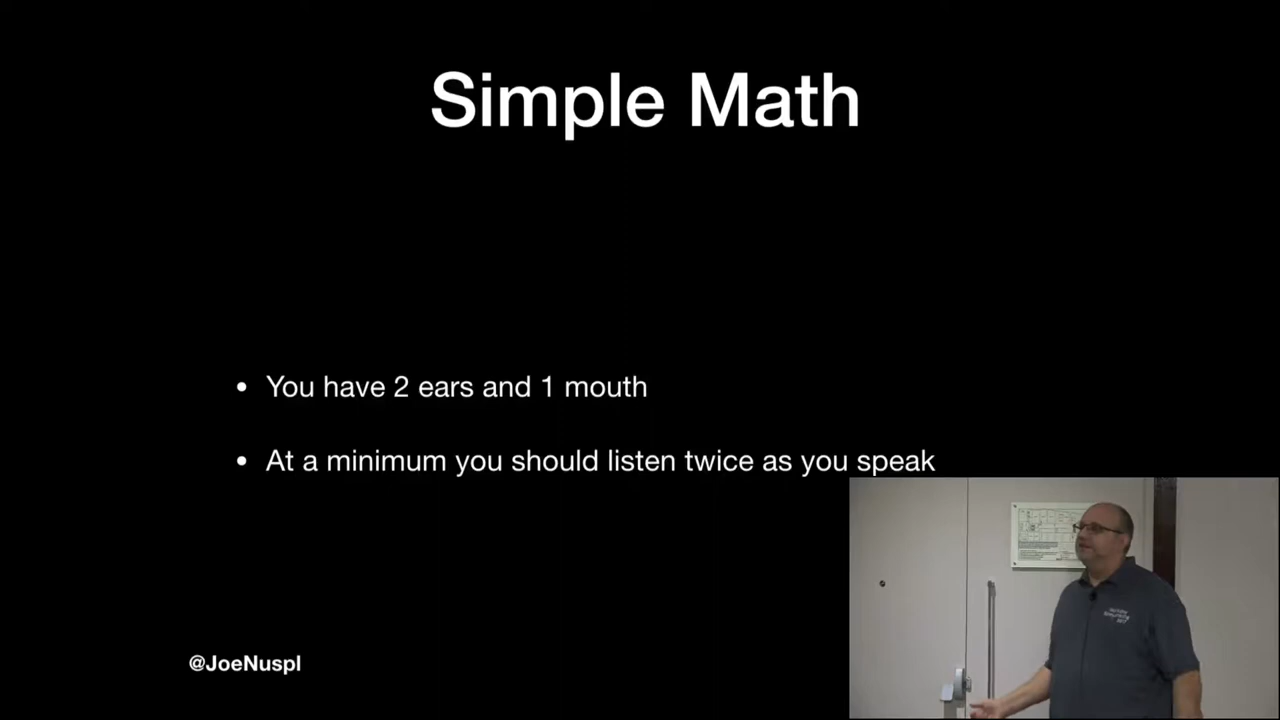 Simple Math
• You have 2 ears and 1 mouth
• At a minimum you should listen twice as you speak
@JoeNuspl